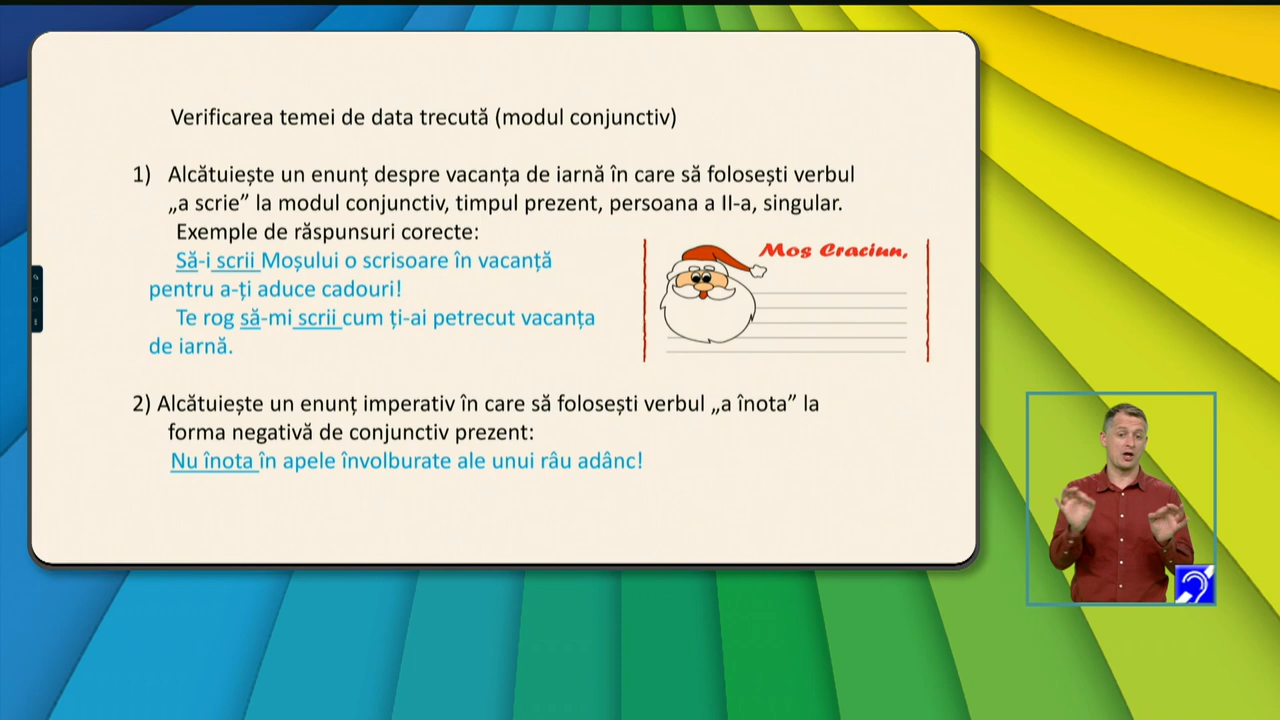 Verificarea temei de data trecută (modul conjunctiv)
1) Alcătuiește un enunț despre vacanța de iarnă în care să folosești verbul
„a scrie” la modul conjunctiv, timpul prezent, persoana a II-a, singular.
Exemple de răspunsuri corecte:
Să-i scrii Moșului o scrisoare în vacanță
pentru a-ți aduce cadouri!
Te rog să-mi scrii cum ți-ai petrecut vacanța
de iarnă.
Mos Craciun,
2) Alcătuiește un enunț imperativ în care să folosești verbul „a înota” la
forma negativă de conjunctiv prezent:
Nu înota în apele învolburate ale unui râu adânc!